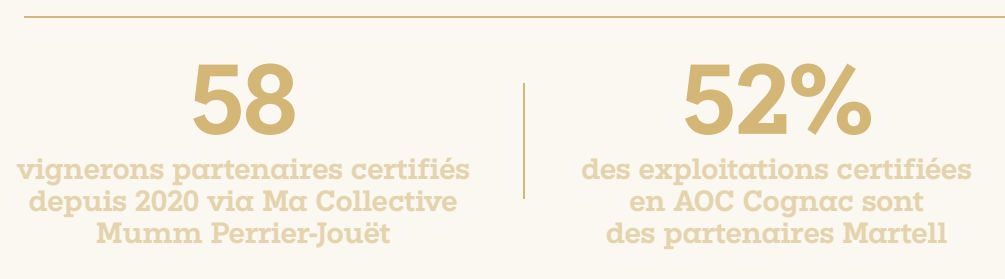 58
vignerons partenaires certifiés
depuis 2020 via Ma Collective
Mumm Perrier-Jouët
52%
des exploitations certifiées
en AOC Cognac sont
des partenaires Martell